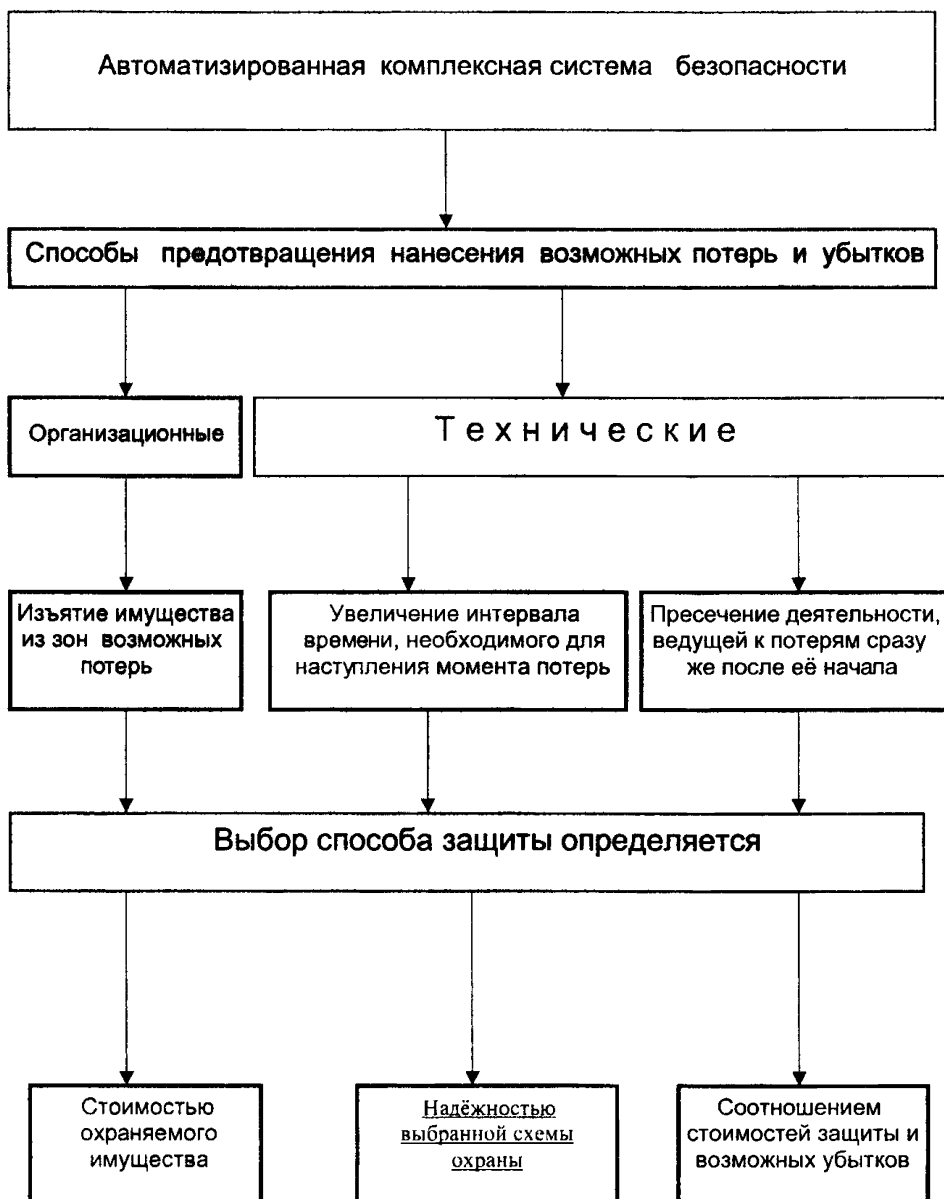 Автоматизированная комплексная система безопасности
Способы предотвращения нанесения возможных потерь и убытков
Организационные
Технические
Изъятие имущества
из зон возможных
потерь
Увеличение интервала
времени, необходимого для
наступления момента потерь
Пресечение деятельности,
ведущей к потерям сразу
же после её начала
Выбор способа защиты определяется
Стоимостью
охраняемого
имущества
Надёжностью
выбранной схемы
охраны
Соотношением
стоимостей защиты и
возможных убытков